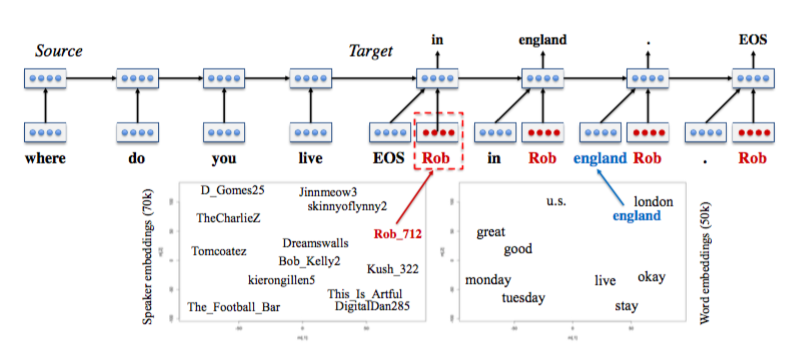 in england . EOS
Source Target
where do you live EOS Rob in Rob england Rob . Rob
Speaker embeddings (70k)
D_Gomes25
Jinnmeow3
skinnyoflynny2
TheCharlieZ
Rob_712
Dreamswalls
Tomcoatez
Bob_Kelly2
Kush_322
kierongillen5
This_Is_Artful
The_Football_Bar
DigitalDan285
u.s.
london
england
great
good
monday
live
okay
tuesday
stay
Word embeddings (50k)